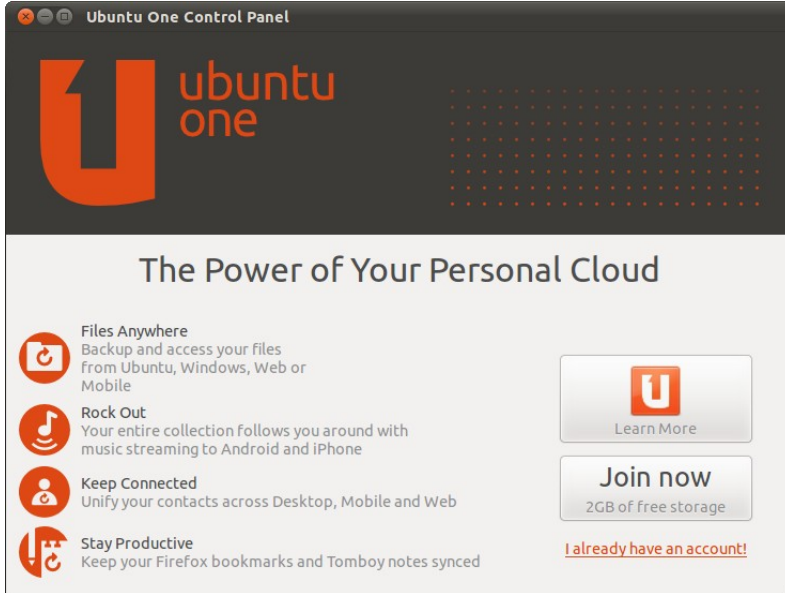 Ubuntu One Control Panel
ubuntu
one
The Power of Your Personal Cloud
Files Anywhere
Backup and access your files
from Ubuntu, Windows, Web or
Mobile
Rock Out
Your entire collection follows you around with
music streaming to Android and iPhone
Keep Connected
Unify your contacts across Desktop, Mobile and Web
Stay Productive
Keep your Firefox bookmarks and Tomboy notes synced
Learn More
Join now
2GB of free storage
I already have an account!